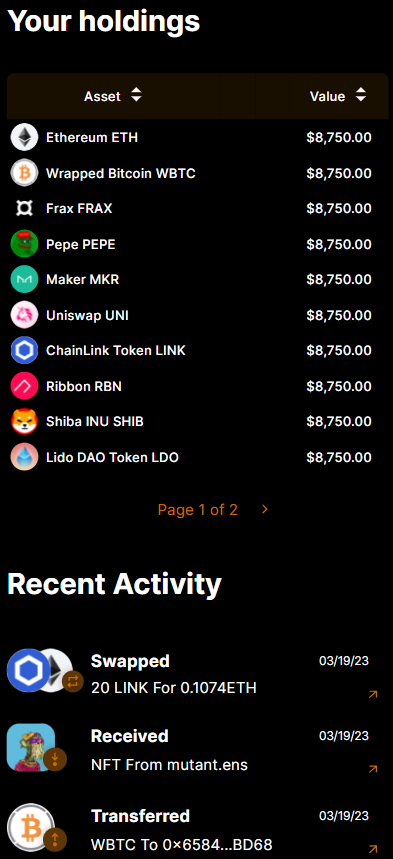 Your holdings
Asset Value
Ethereum ETH $8,750.00
Wrapped Bitcoin WBTC $8,750.00
Frax FRAX $8,750.00
Pepe PEPE $8,750.00
Maker MKR $8,750.00
Uniswap UNI $8,750.00
ChainLink Token LINK $8,750.00
Ribbon RBN $8,750.00
Shiba INU SHIB $8,750.00
Lido DAO Token LDO $8,750.00
Page 1 of 2
Recent Activity
Swapped 03/19/23
20 LINK For 0.1074ETH
Received 03/19/23
NFT From mutant.ens
Transferred 03/19/23
WBTC To 0×6584...BD68